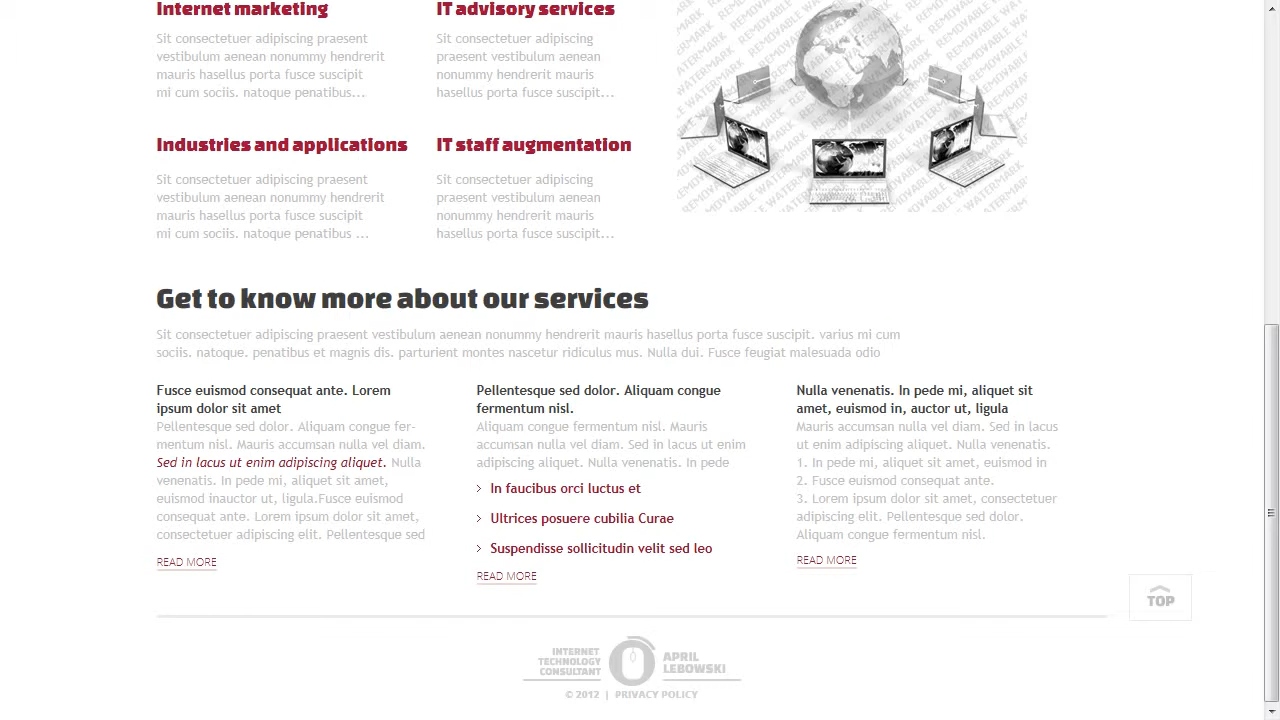 Internet marketing
Sit consectetuer adipiscing praesent
vestibulum aenean nonummy hendrerit
mauris hasellus porta fusce suscipit
mi cum sociis. natoque penatibus...
IT advisory services
Sit consectetuer adipiscing
praesent vestibulum aenean
nonummy hendrerit mauris
hasellus porta fusce suscipit...
REMOVABLE WATERMARK
Industries and applications
Sit consectetuer adipiscing praesent
vestibulum aenean nonummy hendrerit
mauris hasellus porta fusce suscipit
mi cum sociis. natoque penatibus ...
IT staff augmentation
Sit consectetuer adipiscing
praesent vestibulum aenean
nonummy hendrerit mauris
hasellus porta fusce suscipit...
Get to know more about our services
Sit consectetuer adipiscing praesent vestibulum aenean nonummy hendrerit mauris hasellus porta fusce suscipit. varius mi cum
sociis. natoque. penatibus et magnis dis. parturient montes nascetur ridiculus mus. Nulla dui. Fusce feugiat malesuada odio
Fusce euismod consequat ante. Lorem
ipsum dolor sit amet
Pellentesque sed dolor. Aliquam congue fer-
mentum nisl. Mauris accumsan nulla vel diam.
Sed in lacus ut enim adipiscing aliquet. Nulla
venenatis. In pede mi, aliquet sit amet,
euismod inauctor ut, ligula.Fusce euismod
consequat ante. Lorem ipsum dolor sit amet,
consectetuer adipiscing elit. Pellentesque sed
READ MORE
Pellentesque sed dolor. Aliquam congue
fermentum nisl.
Aliquam congue fermentum nisl. Mauris
accumsan nulla vel diam. Sed in lacus ut enim
adipiscing aliquet. Nulla venenatis. In pede
In faucibus orci luctus et
Ultrices posuere cubilia Curae
Suspendisse sollicitudin velit sed leo
READ MORE
Nulla venenatis. In pede mi, aliquet sit
amet, euismod in, auctor ut, ligula
Mauris accumsan nulla vel diam. Sed in lacus
ut enim adipiscing aliquet. Nulla venenatis.
1. In pede mi, aliquet sit amet, euismod in
2. Fusce euismod consequat ante.
3. Lorem ipsum dolor sit amet, consectetuer
adipiscing elit. Pellentesque sed dolor.
Aliquam congue fermentum nisl.
READ MORE
TOP
INTERNET
TECHNOLOGY
CONSULTANT
APRIL
LEBOWSKI
© 2012 | PRIVACY POLICY